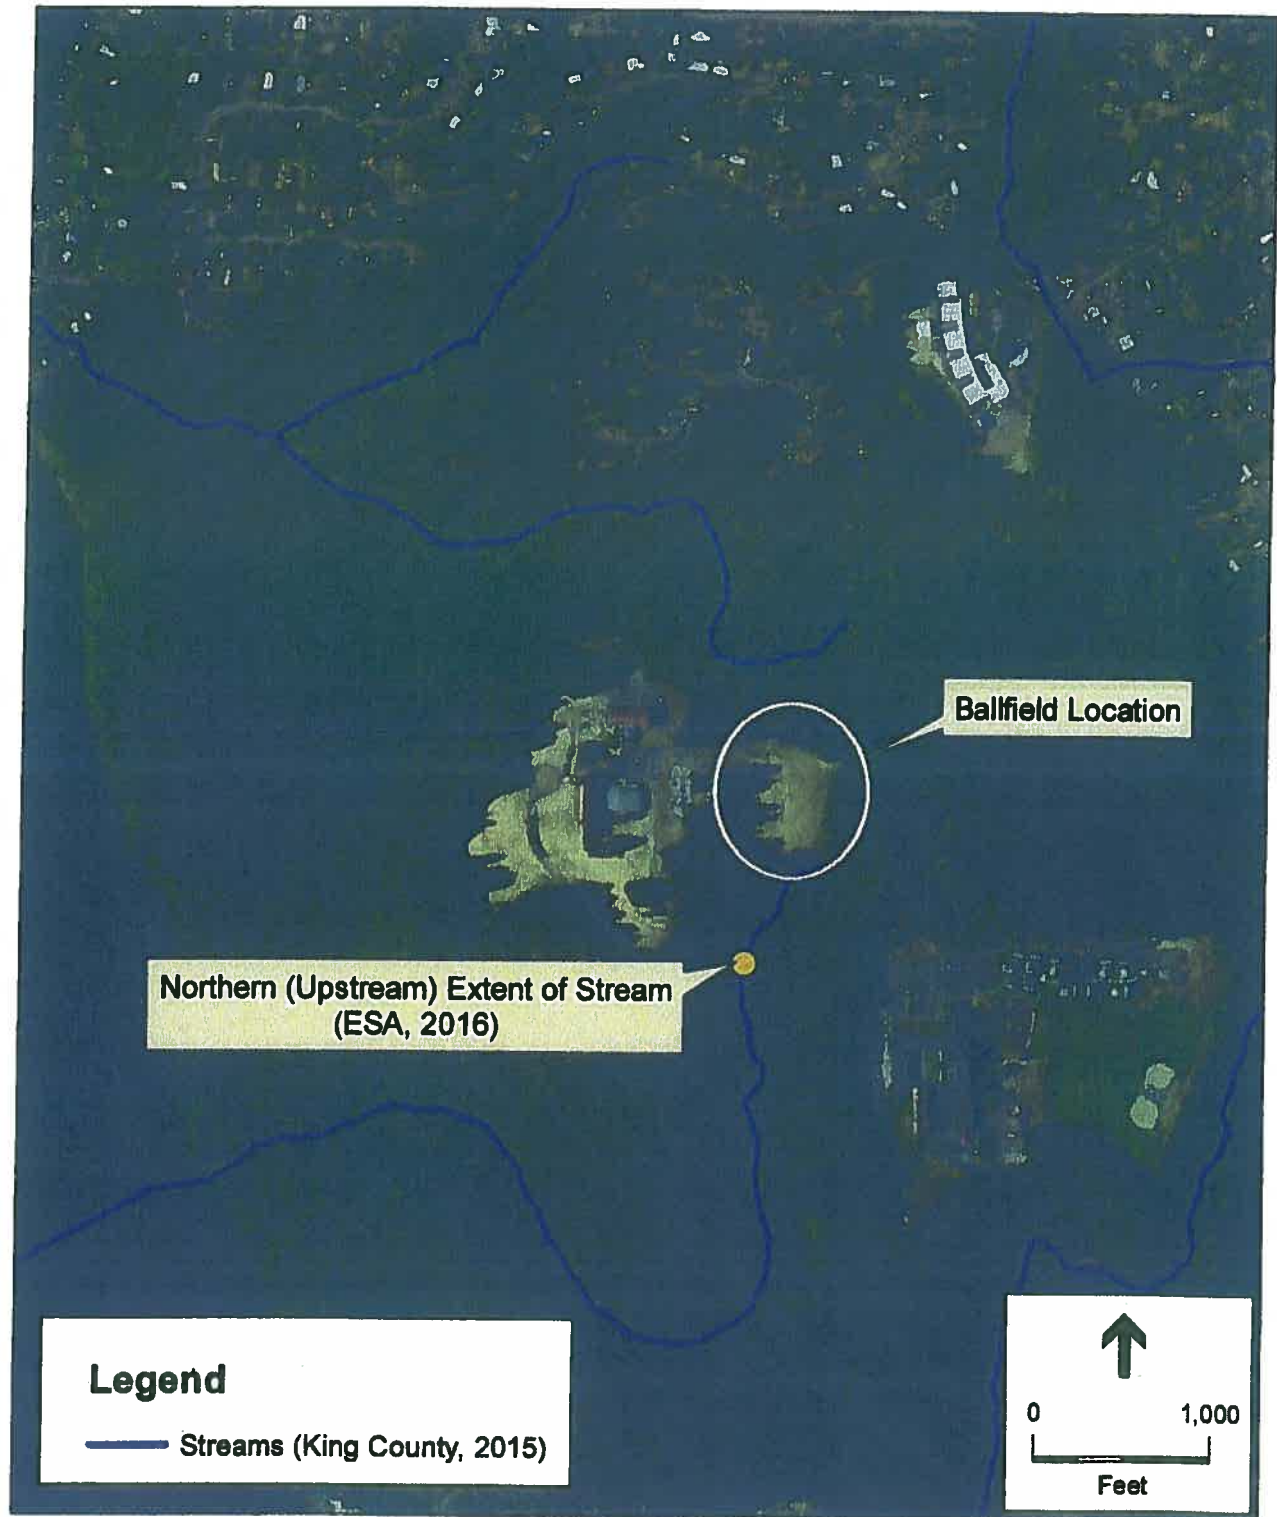 Ballfield Location
Northern (Upstream) Extent of Stream
(ESA, 2016)
Legend
Streams (King County, 2015)
0 1,000
Feet